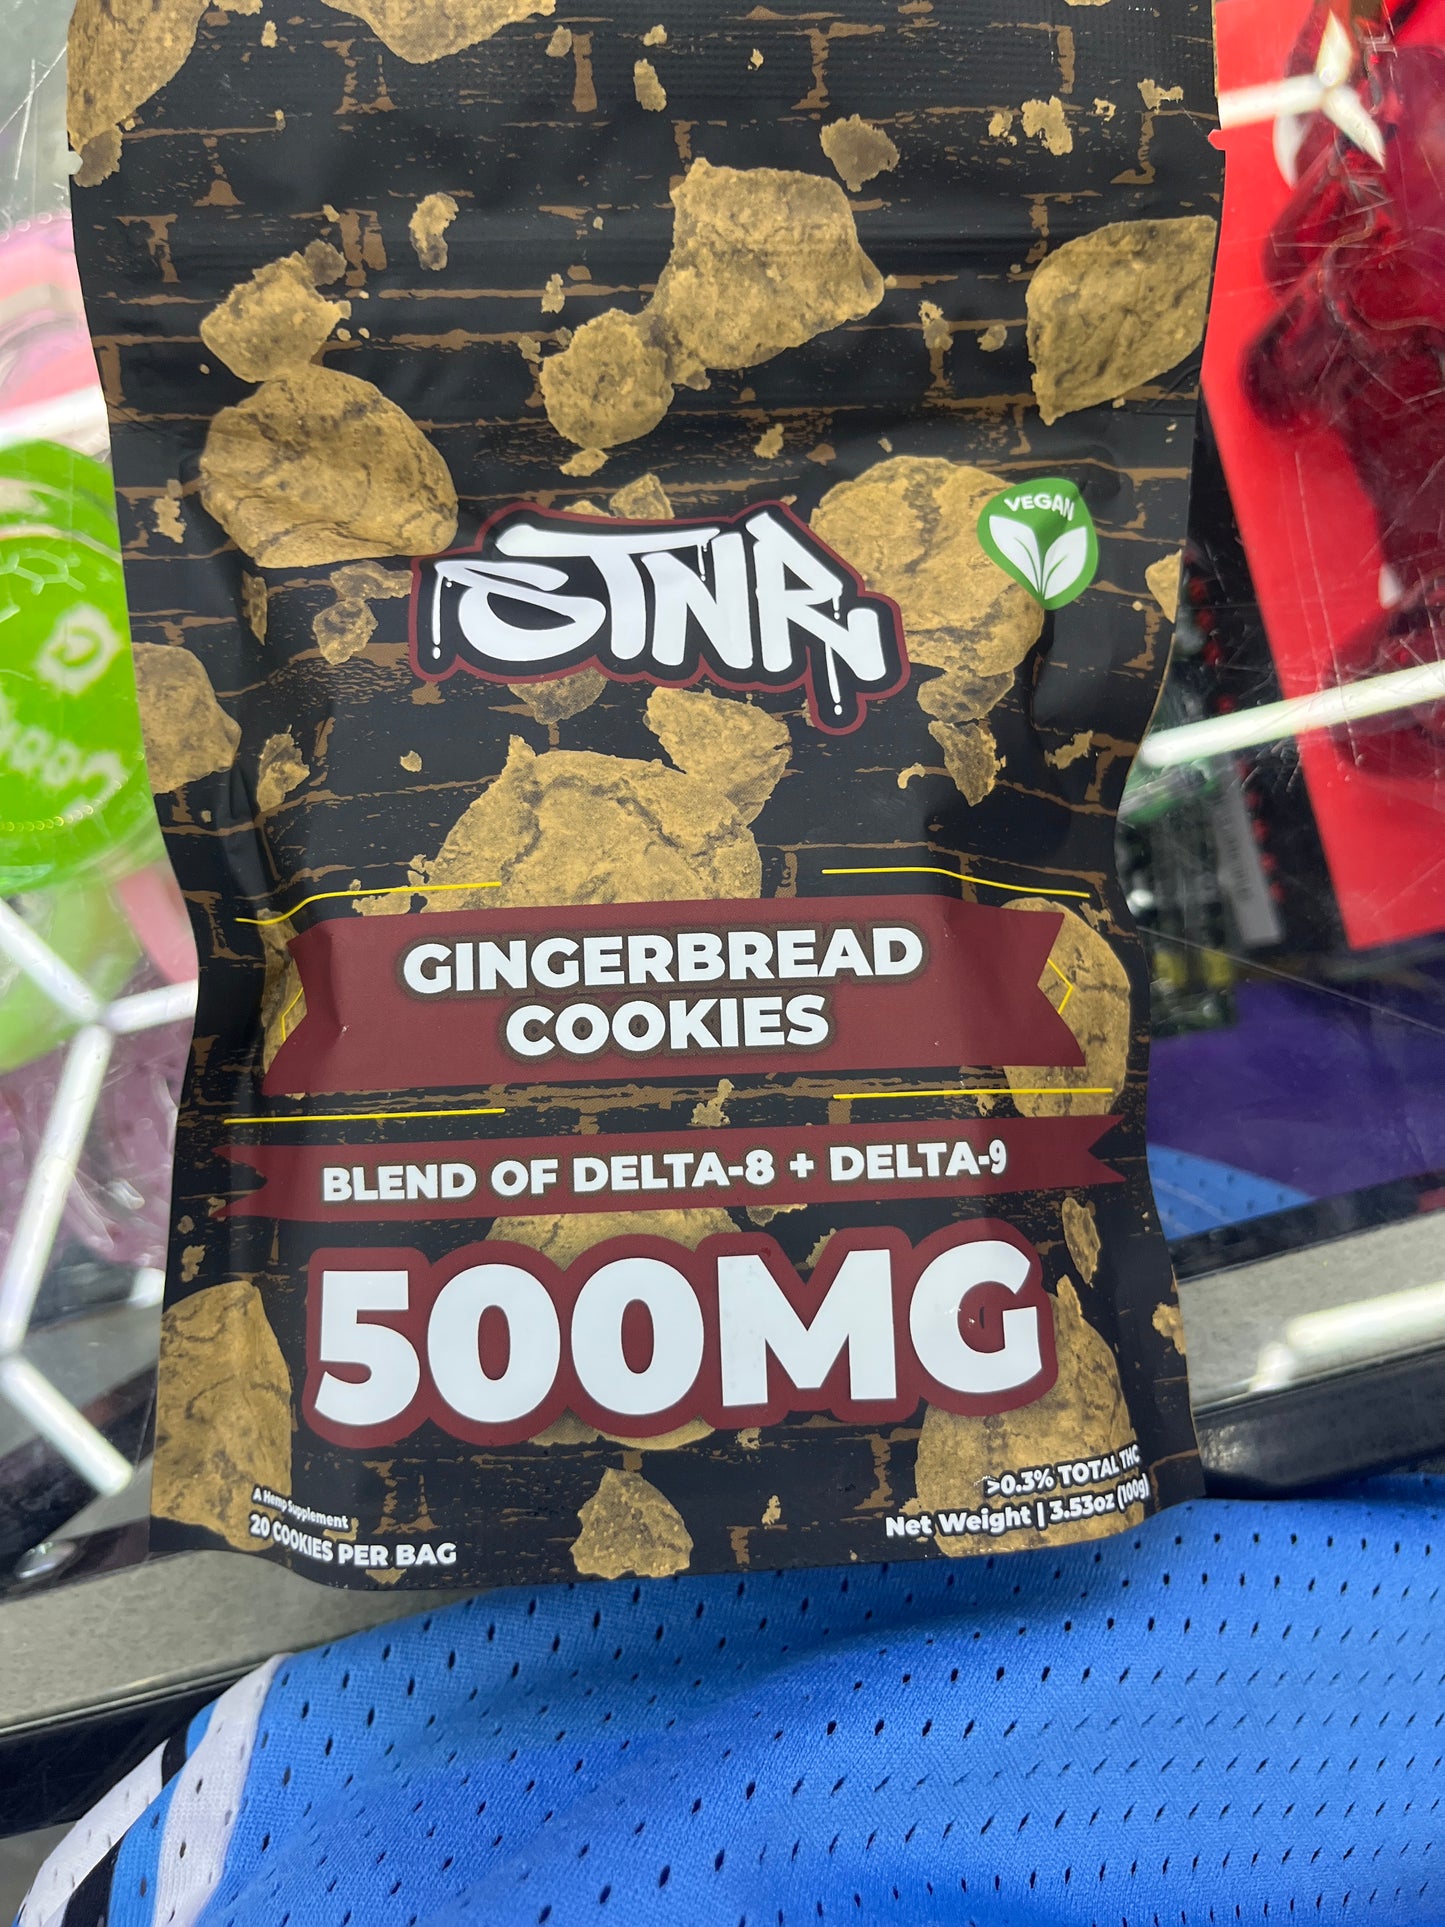 STNR
VEGAN
GINGERBREAD
COOKIES
BLEND OF DELTA-8 + DELTA-9
500MG
A Hemp Supplement
20 COOKIES PER BAG
>0.3% TOTAL THC
Net Weight | 3.53oz (100g)